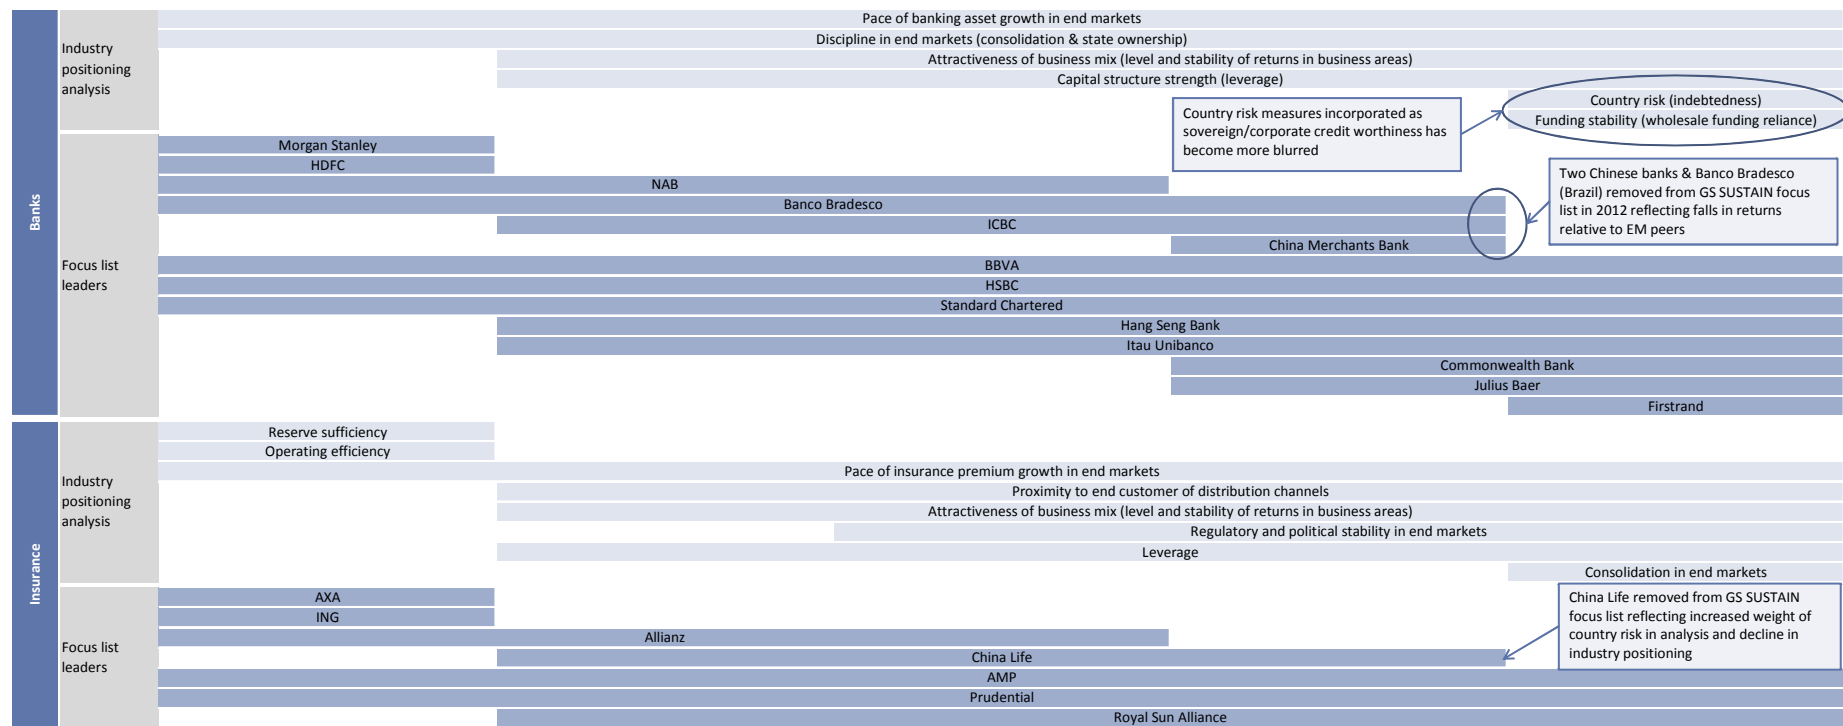 Pace of banking asset growth in end markets
Discipline in end markets (consolidation & state ownership)
Attractiveness of business mix (level and stability of returns in business areas)
Capital structure strength (leverage)
Industry
positioning
analysis
Country risk (indebtedness)
Funding stability (wholesale funding reliance)
Country risk measures incorporated as
sovereign/corporate credit worthiness has
become more blurred
Banks
Focus list
leaders
Morgan Stanley
HDFC
NAB
Banco Bradesco
ICBC
China Merchants Bank
Two Chinese banks & Banco Bradesco
(Brazil) removed from GS SUSTAIN focus
list in 2012 reflecting falls in returns
relative to EM peers
BBVA
HSBC
Standard Chartered
Hang Seng Bank
Itau Unibanco
Commonwealth Bank
Julius Baer
Firstrand
Insurance
Industry
positioning
analysis
Reserve sufficiency
Operating efficiency
Pace of insurance premium growth in end markets
Proximity to end customer of distribution channels
Attractiveness of business mix (level and stability of returns in business areas)
Regulatory and political stability in end markets
Leverage
Consolidation in end markets
Focus list
leaders
AXA
ING
Allianz
China Life
China Life removed from GS SUSTAIN
focus list reflecting increased weight of
country risk in analysis and decline in
industry positioning
AMP
Prudential
Royal Sun Alliance